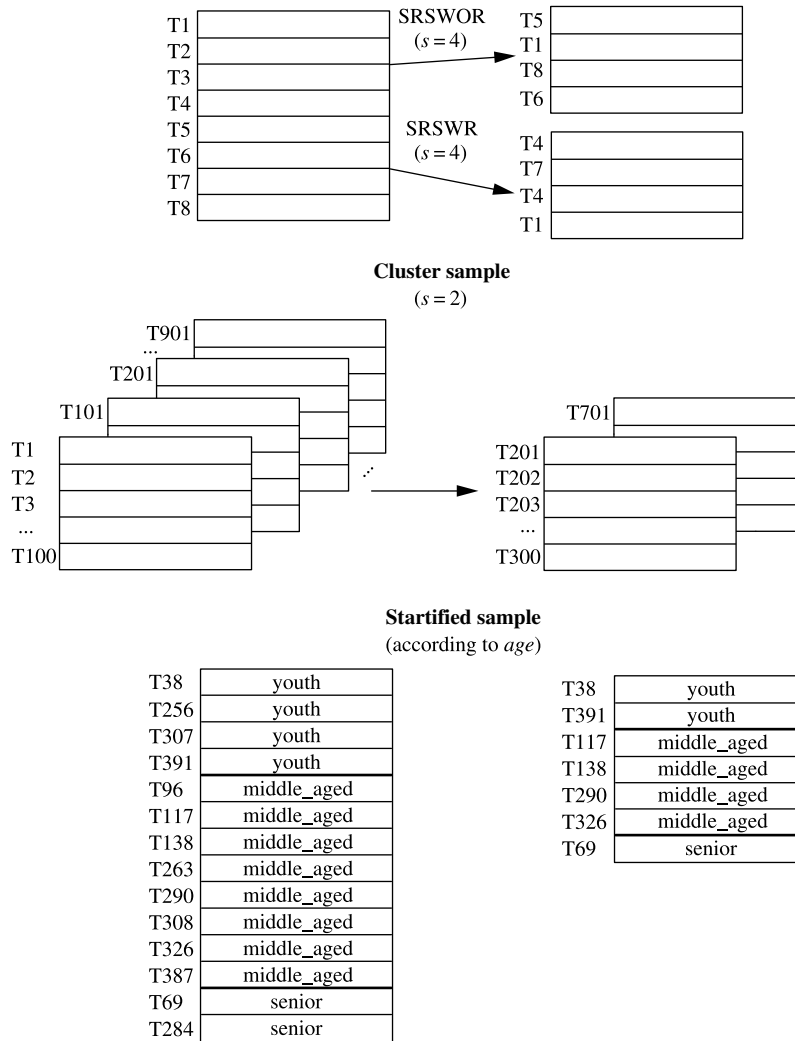 T1
T2
T3
T4
T5
T6
T7
T8
SRSWOR
(s = 4)
SRSWR
(s = 4)
T5
T1
T8
T6
T4
T7
T4
T1
Cluster sample
(s = 2)
T901
...
T201
T101
T1
T2
T3
...
T100
...
T701
T201
T202
T203
...
T300
Startified sample
(according to age)
T38 youth
T256 youth
T307 youth
T391 youth
T96 middle_aged
T117 middle_aged
T138 middle_aged
T263 middle_aged
T290 middle_aged
T308 middle_aged
T326 middle_aged
T387 middle_aged
T69 senior
T284 senior
T38 youth
T391 youth
T117 middle_aged
T138 middle_aged
T290 middle_aged
T326 middle_aged
T69 senior